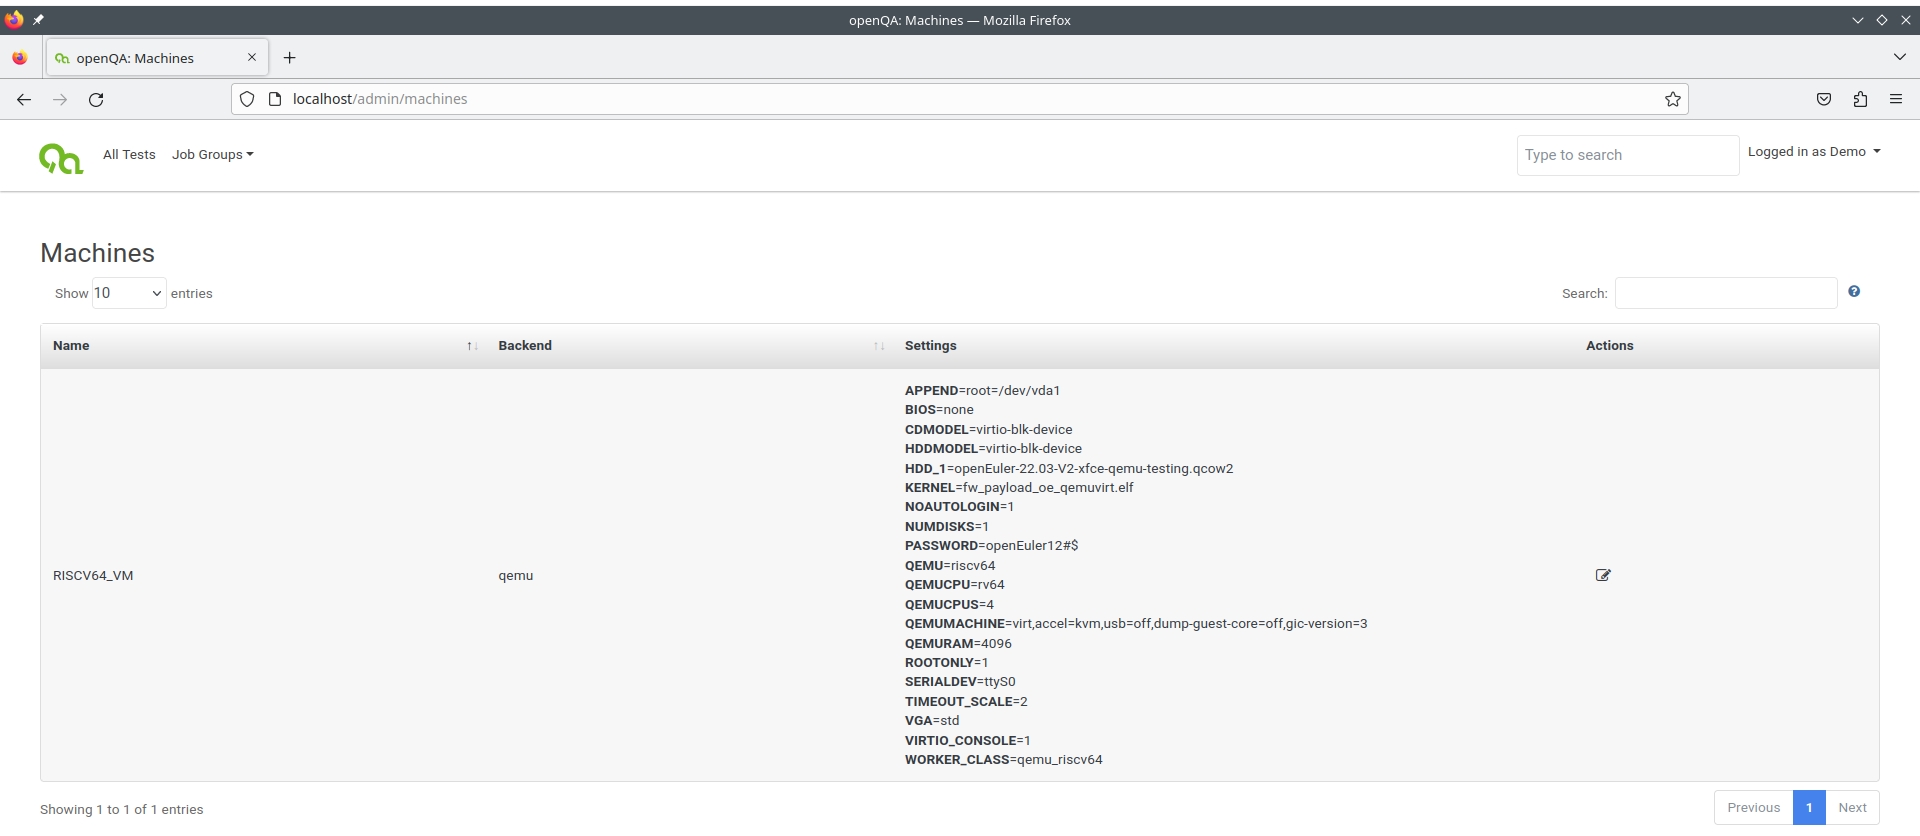 openQA: Machines — Mozilla Firefox
openQA: Machines
localhost/admin/machines
All Tests Job Groups Type to search Logged in as Demo
Machines
Show 10 entries Search:
Name Backend Settings Actions
APPEND=root=/dev/vda1
BIOS=none
CDMODEL=virtio-blk-device
HDDMODEL=virtio-blk-device
HDD_1=openEuler-22.03-V2-xfce-qemu-testing.qcow2
KERNEL=fw_payload_oe_qemuvirt.elf
NOAUTOLOGIN=1
NUMDISKS=1
PASSWORD=openEuler12#$
QEMU=riscv64
RISCV64_VM qemu
QEMUCPU=rv64
QEMUCPUS=4
QEMUMACHINE=virt,accel=kvm,usb=off,dump-guest-core=off,gic-version=3
QEMURAM=4096
ROOTONLY=1
SERIALDEV=ttyS0
TIMEOUT_SCALE=2
VGA=std
VIRTIO_CONSOLE=1
WORKER_CLASS=qemu_riscv64
Showing 1 to 1 of 1 entries Previous 1 Next